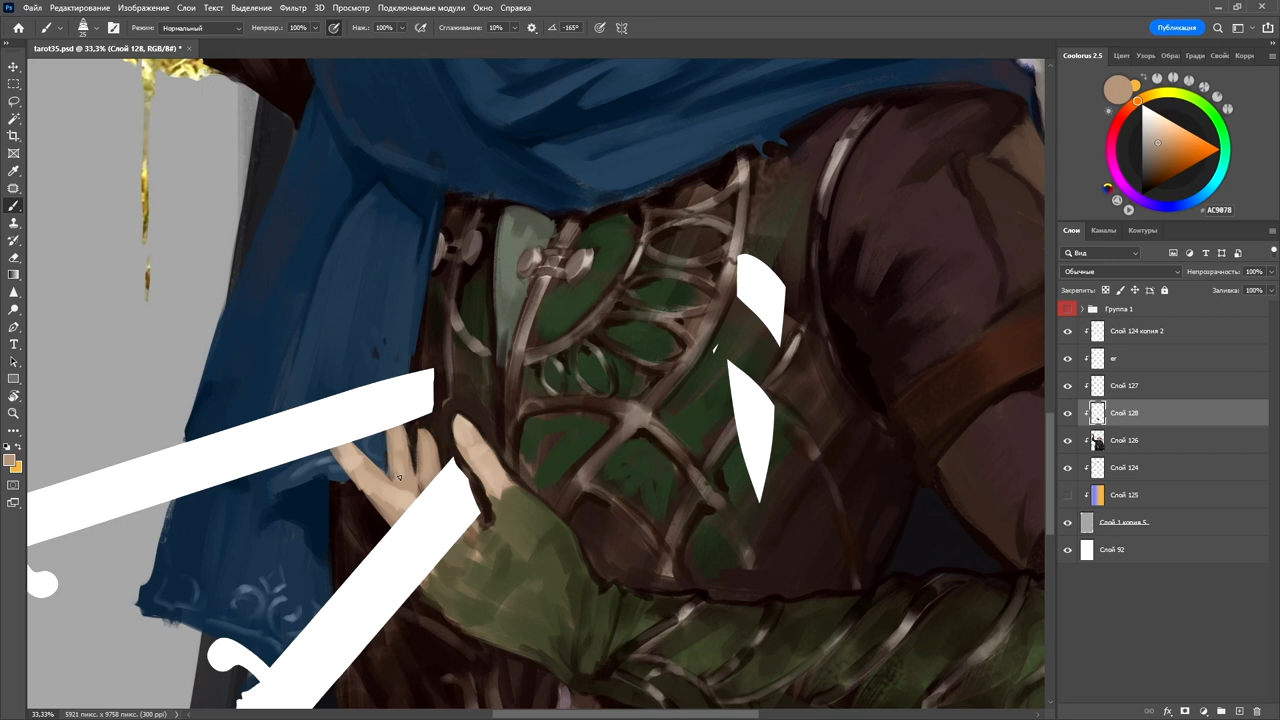 Файл Редактирование Изображение Слои Текст Выделение Фильтр 3D Просмотр Подключаемые модули Окно Справка
25 Режим: Нормальный Непрозр.: 100% Наж.: 100% Сглаживание: 10% -165° Публикация
tarot35.psd @ 33,3% (Слой 128, RGB/8#) * ×
Coolorus 2.5 Цвет Узоры Образ Гради Свойс Корре
# AC9078
Слои Каналы Контуры
Вид
Обычные Непрозрачность: 100%
Закрепить: Заливка: 100%
Группа 1
Слой 124 копия 2
er
Слой 127
Слой 128
Слой 126
Слой 124
Слой 125
Слой 1 копия 5
Слой 92
33,33% 5921 пикс. x 9758 пикс. (300 ppi)